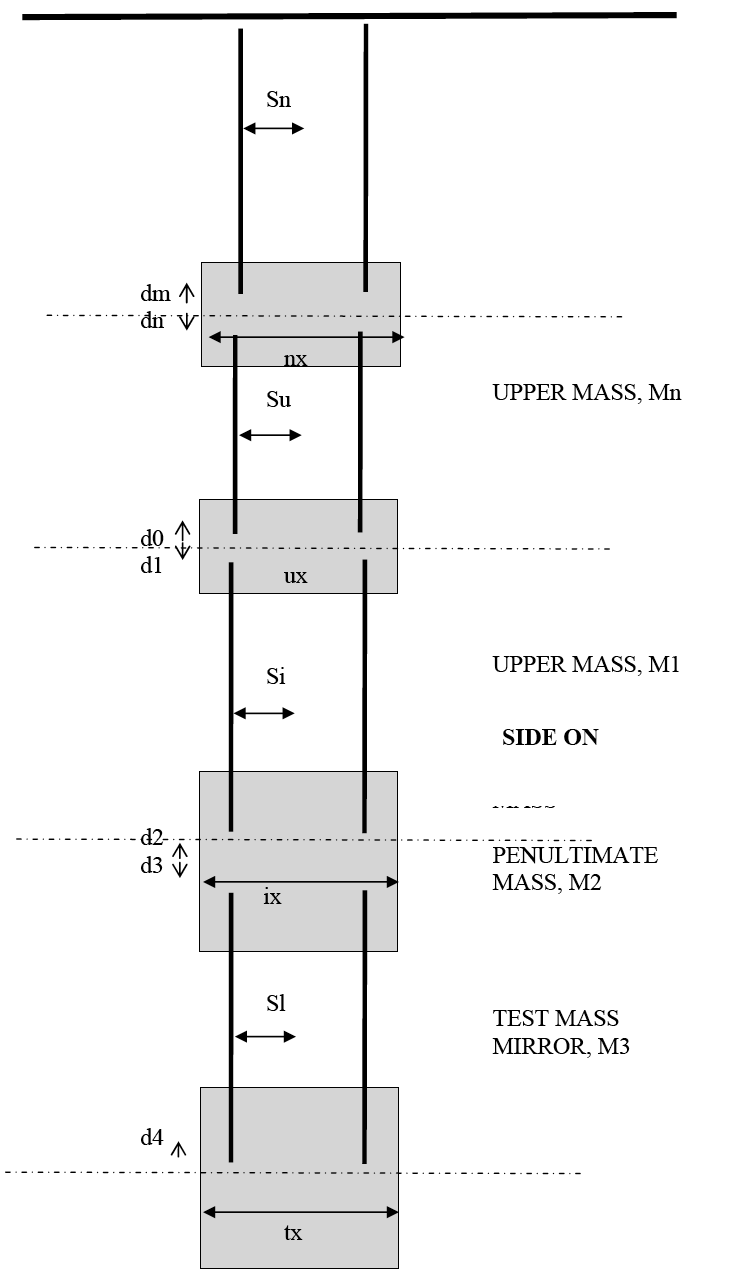 Sn
dm
dn
nx
UPPER MASS, Mn
Su
d0
d1
ux
UPPER MASS, M1
Si
SIDE ON
d2
d3
PENULTIMATE
MASS, M2
ix
Sl
TEST MASS
MIRROR, M3
d4
tx